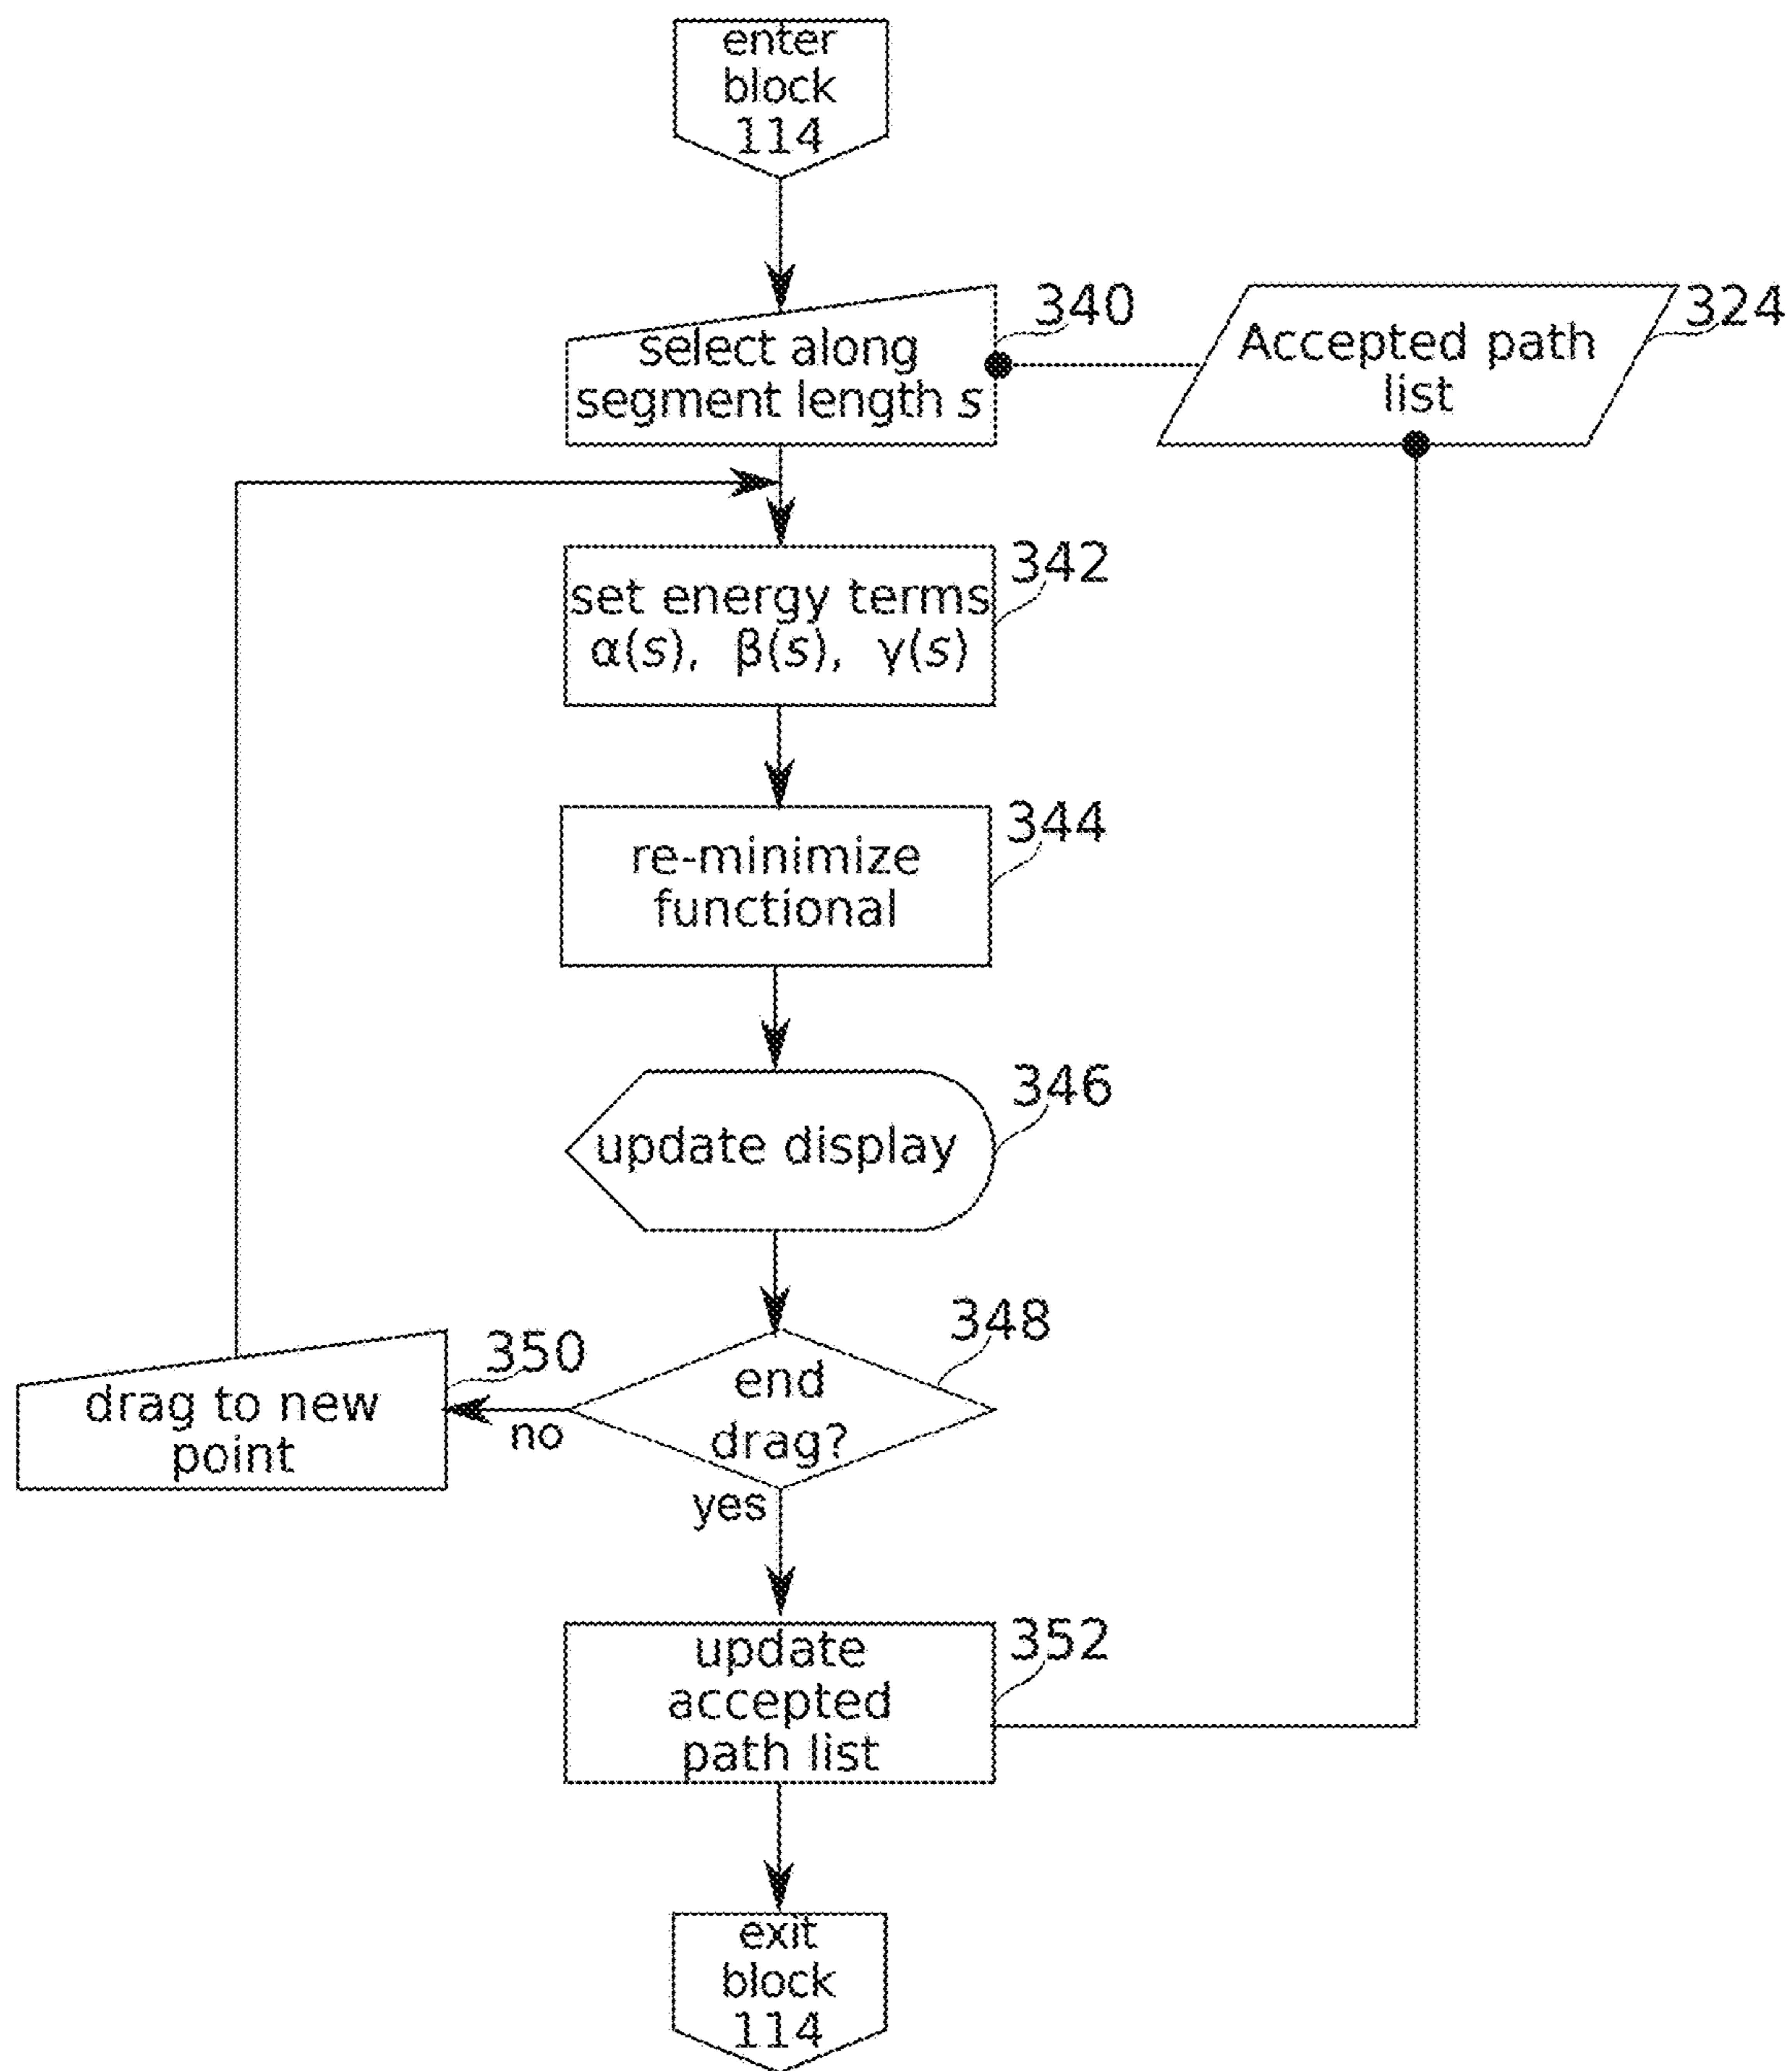 enter
block
114
select along
segment length s
340
Accepted path
list
324
set energy terms
α(s), β(s), γ(s)
342
re-minimize
functional
344
update display
346
end
drag?
348
no
yes
drag to new
point
350
update
accepted
path list
352
exit
block
114